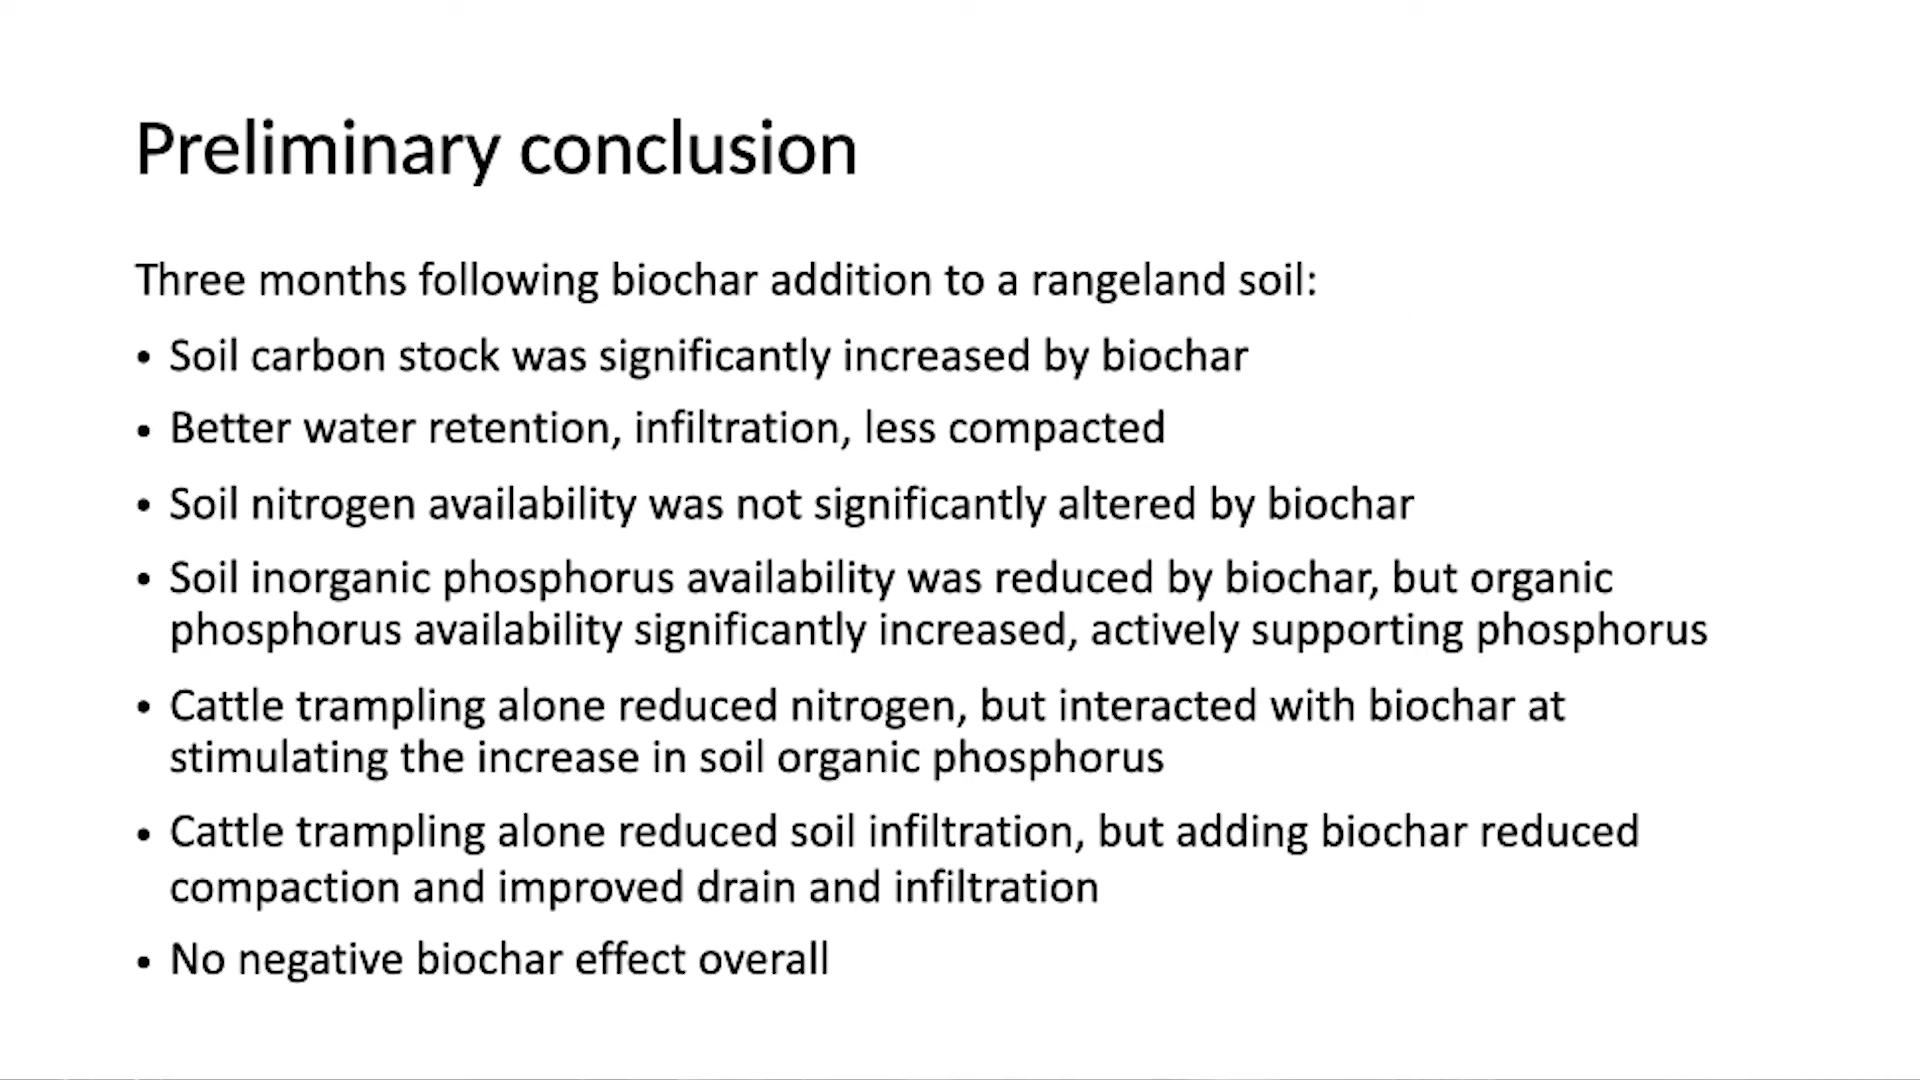 Preliminary conclusion
Three months following biochar addition to a rangeland soil:
• Soil carbon stock was significantly increased by biochar
• Better water retention, infiltration, less compacted
• Soil nitrogen availability was not significantly altered by biochar
• Soil inorganic phosphorus availability was reduced by biochar, but organic
phosphorus availability significantly increased, actively supporting phosphorus
• Cattle trampling alone reduced nitrogen, but interacted with biochar at
stimulating the increase in soil organic phosphorus
• Cattle trampling alone reduced soil infiltration, but adding biochar reduced
compaction and improved drain and infiltration
• No negative biochar effect overall